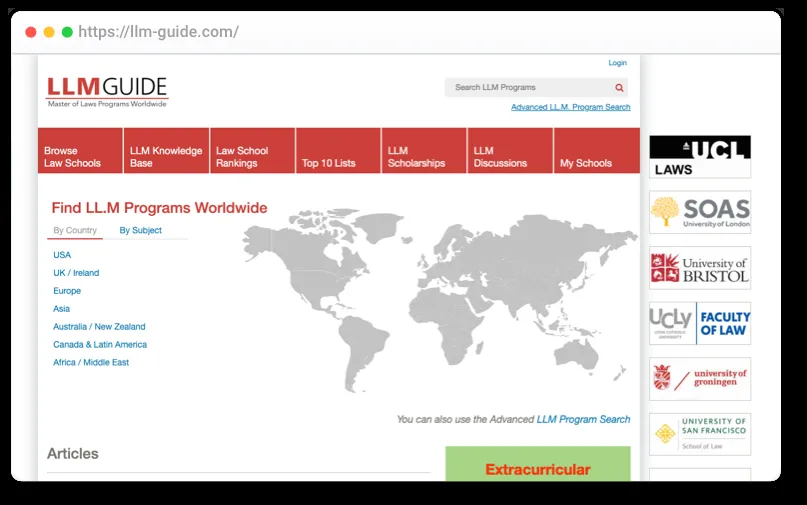 https://llm-guide.com/
Login
LLMGUIDE
Master of Laws Programs Worldwide
Search LLM Programs
Advanced LL.M. Program Search
Browse
Law Schools
LLM Knowledge
Base
Law School
Rankings
Top 10 Lists
LLM
Scholarships
LLM
Discussions
My Schools
Find LL.M Programs Worldwide
By Country
By Subject
USA
UK / Ireland
Europe
Asia
Australia / New Zealand
Canada & Latin America
Africa / Middle East
You can also use the Advanced LLM Program Search
Articles
Extracurricular
UCL
LAWS
SOAS
University of London
University of
BRISTOL
UCLy
LYON CATHOLIC
UNIVERSITY
FACULTY
OF LAW
university of
groningen
UNIVERSITY OF
SAN FRANCISCO
School of Law